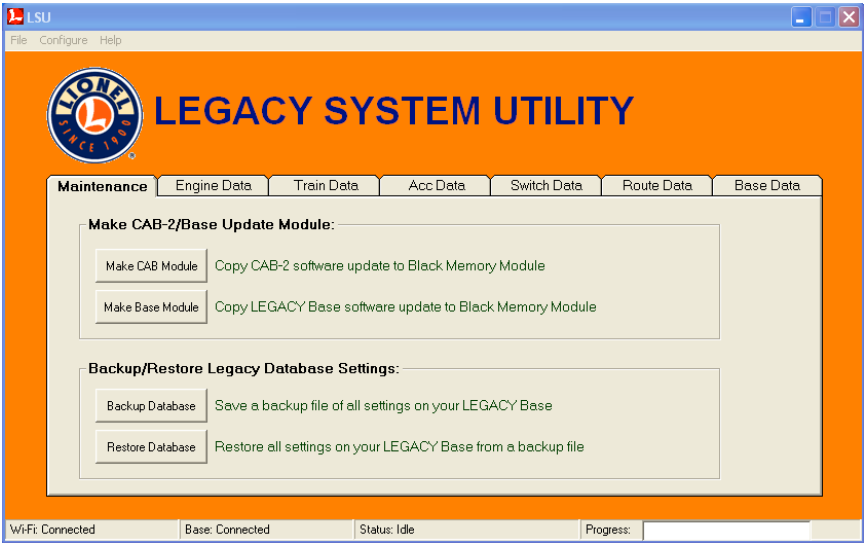 LSU
File Configure Help
LIONEL
L
SINCE 1900
LEGACY SYSTEM UTILITY
Maintenance Engine Data Train Data Acc Data Switch Data Route Data Base Data
Make CAB-2/Base Update Module:
Make CAB Module Copy CAB-2 software update to Black Memory Module
Make Base Module Copy LEGACY Base software update to Black Memory Module
Backup/Restore Legacy Database Settings:
Backup Database Save a backup file of all settings on your LEGACY Base
Restore Database Restore all settings on your LEGACY Base from a backup file
Wi-Fi: Connected Base: Connected Status: Idle Progress: